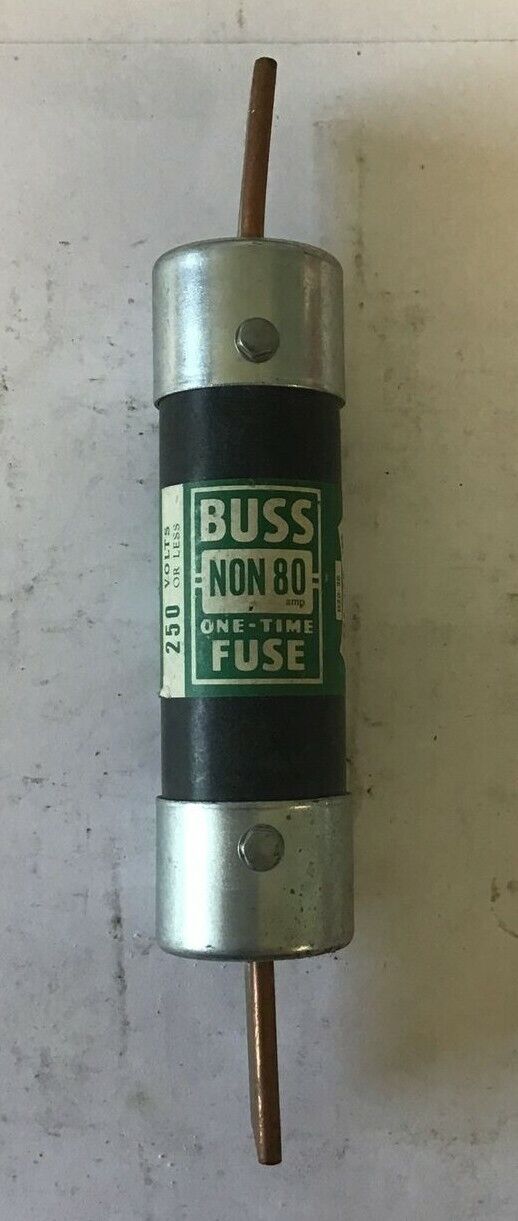 BUSS
NON 80
amp
ONE-TIME
FUSE
250 VOLTS
OR LESS